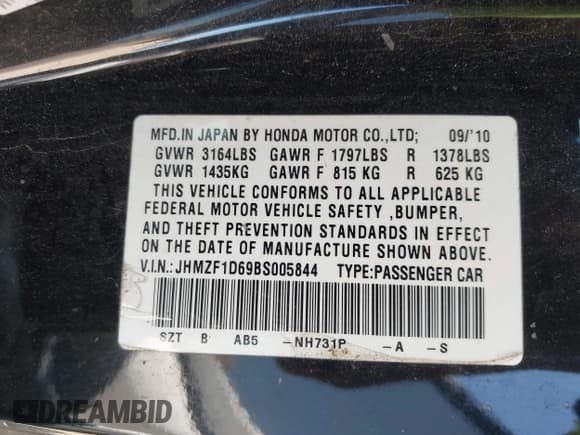 MFD.IN JAPAN BY HONDA MOTOR CO.,LTD; 09/'10
GVWR 3164LBS GAWR F 1797LBS R 1378LBS
GVWR 1435KG GAWR F 815 KG R 625 KG
THIS VEHICLE CONFORMS TO ALL APPLICABLE
FEDERAL MOTOR VEHICLE SAFETY ,BUMPER,
AND THEFT PREVENTION STANDARDS IN EFFECT
ON THE DATE OF MANUFACTURE SHOWN ABOVE.
V.I.N.: JHMZF1D69BS005844 TYPE:PASSENGER CAR
SZT B AB5 -NH731P -A -S
DREAMBID